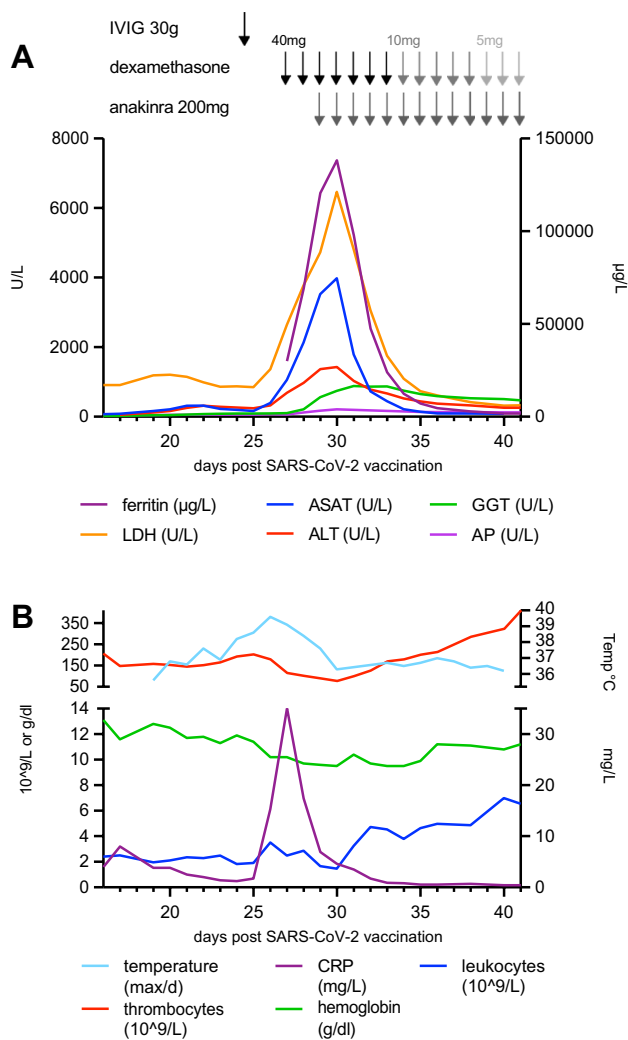 IVIG 30g
A
40mg
10mg
5mg
dexamethasone
anakinra 200mg
8000
6000
4000
2000
0
U/L
150000
100000
50000
0
µg/L
20
25
30
35
40
days post SARS-CoV-2 vaccination
ferritin (µg/L)
ASAT (U/L)
GGT (U/L)
LDH (U/L)
ALT (U/L)
AP (U/L)
B
350
250
150
50
40
39
38
37
36
Temp °C
14
12
10
8
6
4
2
0
10^9/L or g/dl
30
20
10
0
mg/L
20
25
30
35
40
days post SARS-CoV-2 vaccination
temperature
(max/d)
CRP
(mg/L)
leukocytes
(10^9/L)
thrombocytes
(10^9/L)
hemoglobin
(g/dl)